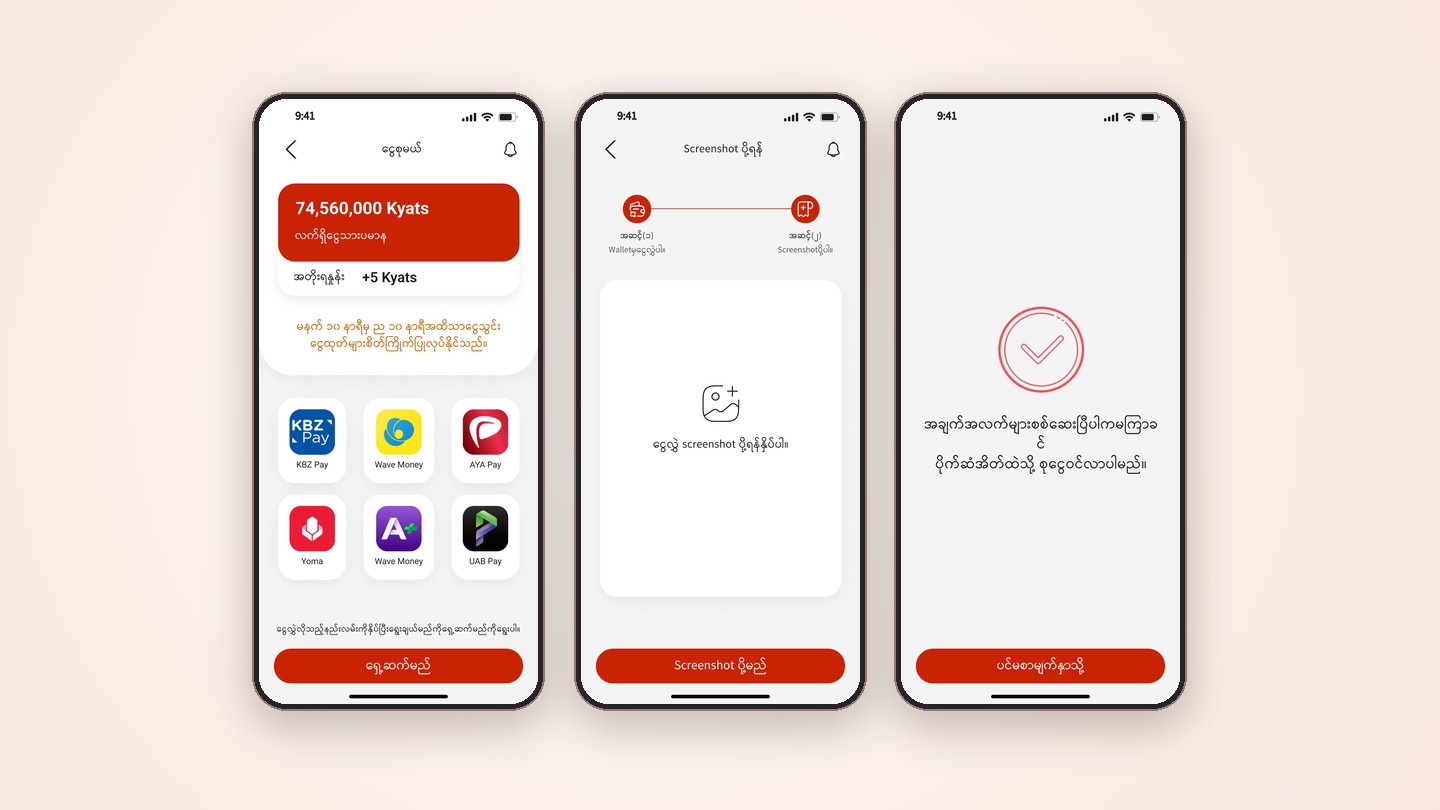 9:41
ငွေစုမယ်
74,560,000 Kyats
လက်ရှိငွေသားပမာန
အတိုးရနှုန်း +5 Kyats
မနက် ၁၀ နာရီမှ ည ၁၀ နာရီအထိသာငွေသွင်း
ငွေထုတ်များစိတ်ကြိုက်ပြုလုပ်နိုင်သည်။
KBZ Pay
KBZ Pay
Wave Money
AYA Pay
A+
Yoma
Wave Money
UAB Pay
ငွေလွှဲလိုသည့်နည်းလမ်းကိုနှိပ်ပြီးရွေးချယ်မည်ကိုရှေ့ဆက်မည်ကိုရွေးပါ။
ရှေ့ဆက်မည်
9:41
Screenshot ပို့ရန်
အဆင့်(၁)
Walletမှငွေလွှဲပါ။
အဆင့်(၂)
Screenshotပို့ပါ။
ငွေလွှဲ screenshot ပို့ရန်နှိပ်ပါ။
Screenshot ပို့မည်
9:41
အချက်အလက်များစစ်ဆေးပြီပါကမကြာခ
င်
ပိုက်ဆံအိတ်ထဲသို့ စုငွေဝင်လာပါမည်။
ပင်မစာမျက်နှာသို့